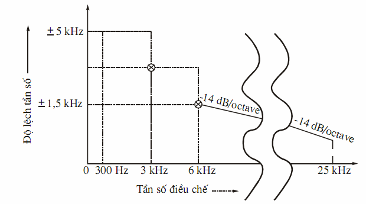 ± 5 kHz
± 1,5 kHz
Độ lệch tần số
-14 dB/octave
-14 dB/octave
0 300 Hz 3 kHz 6 kHz 25 kHz
Tần số điều chế